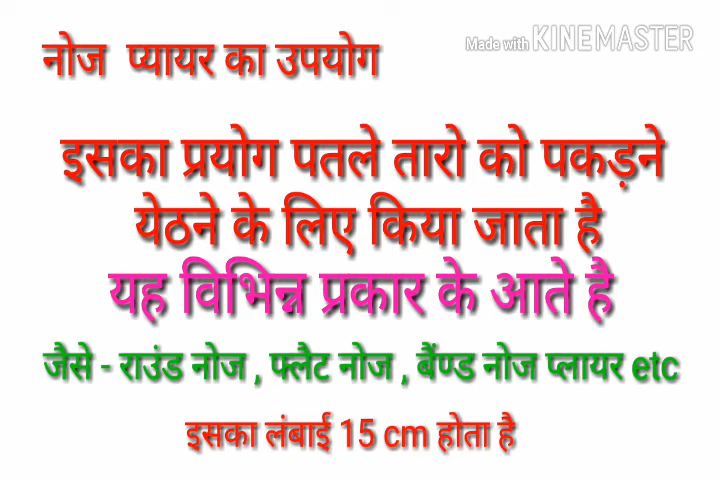 नोज प्यायर का उपयोग
Made with KINEMASTER
इसका प्रयोग पतले तारो को पकड़ने
येठने के लिए किया जाता है
यह विभिन्न प्रकार के आते है
जैसे - राउंड नोज , फ्लैट नोज , बैंण्ड नोज प्लायर etc
इसका लंबाई 15 cm होता है